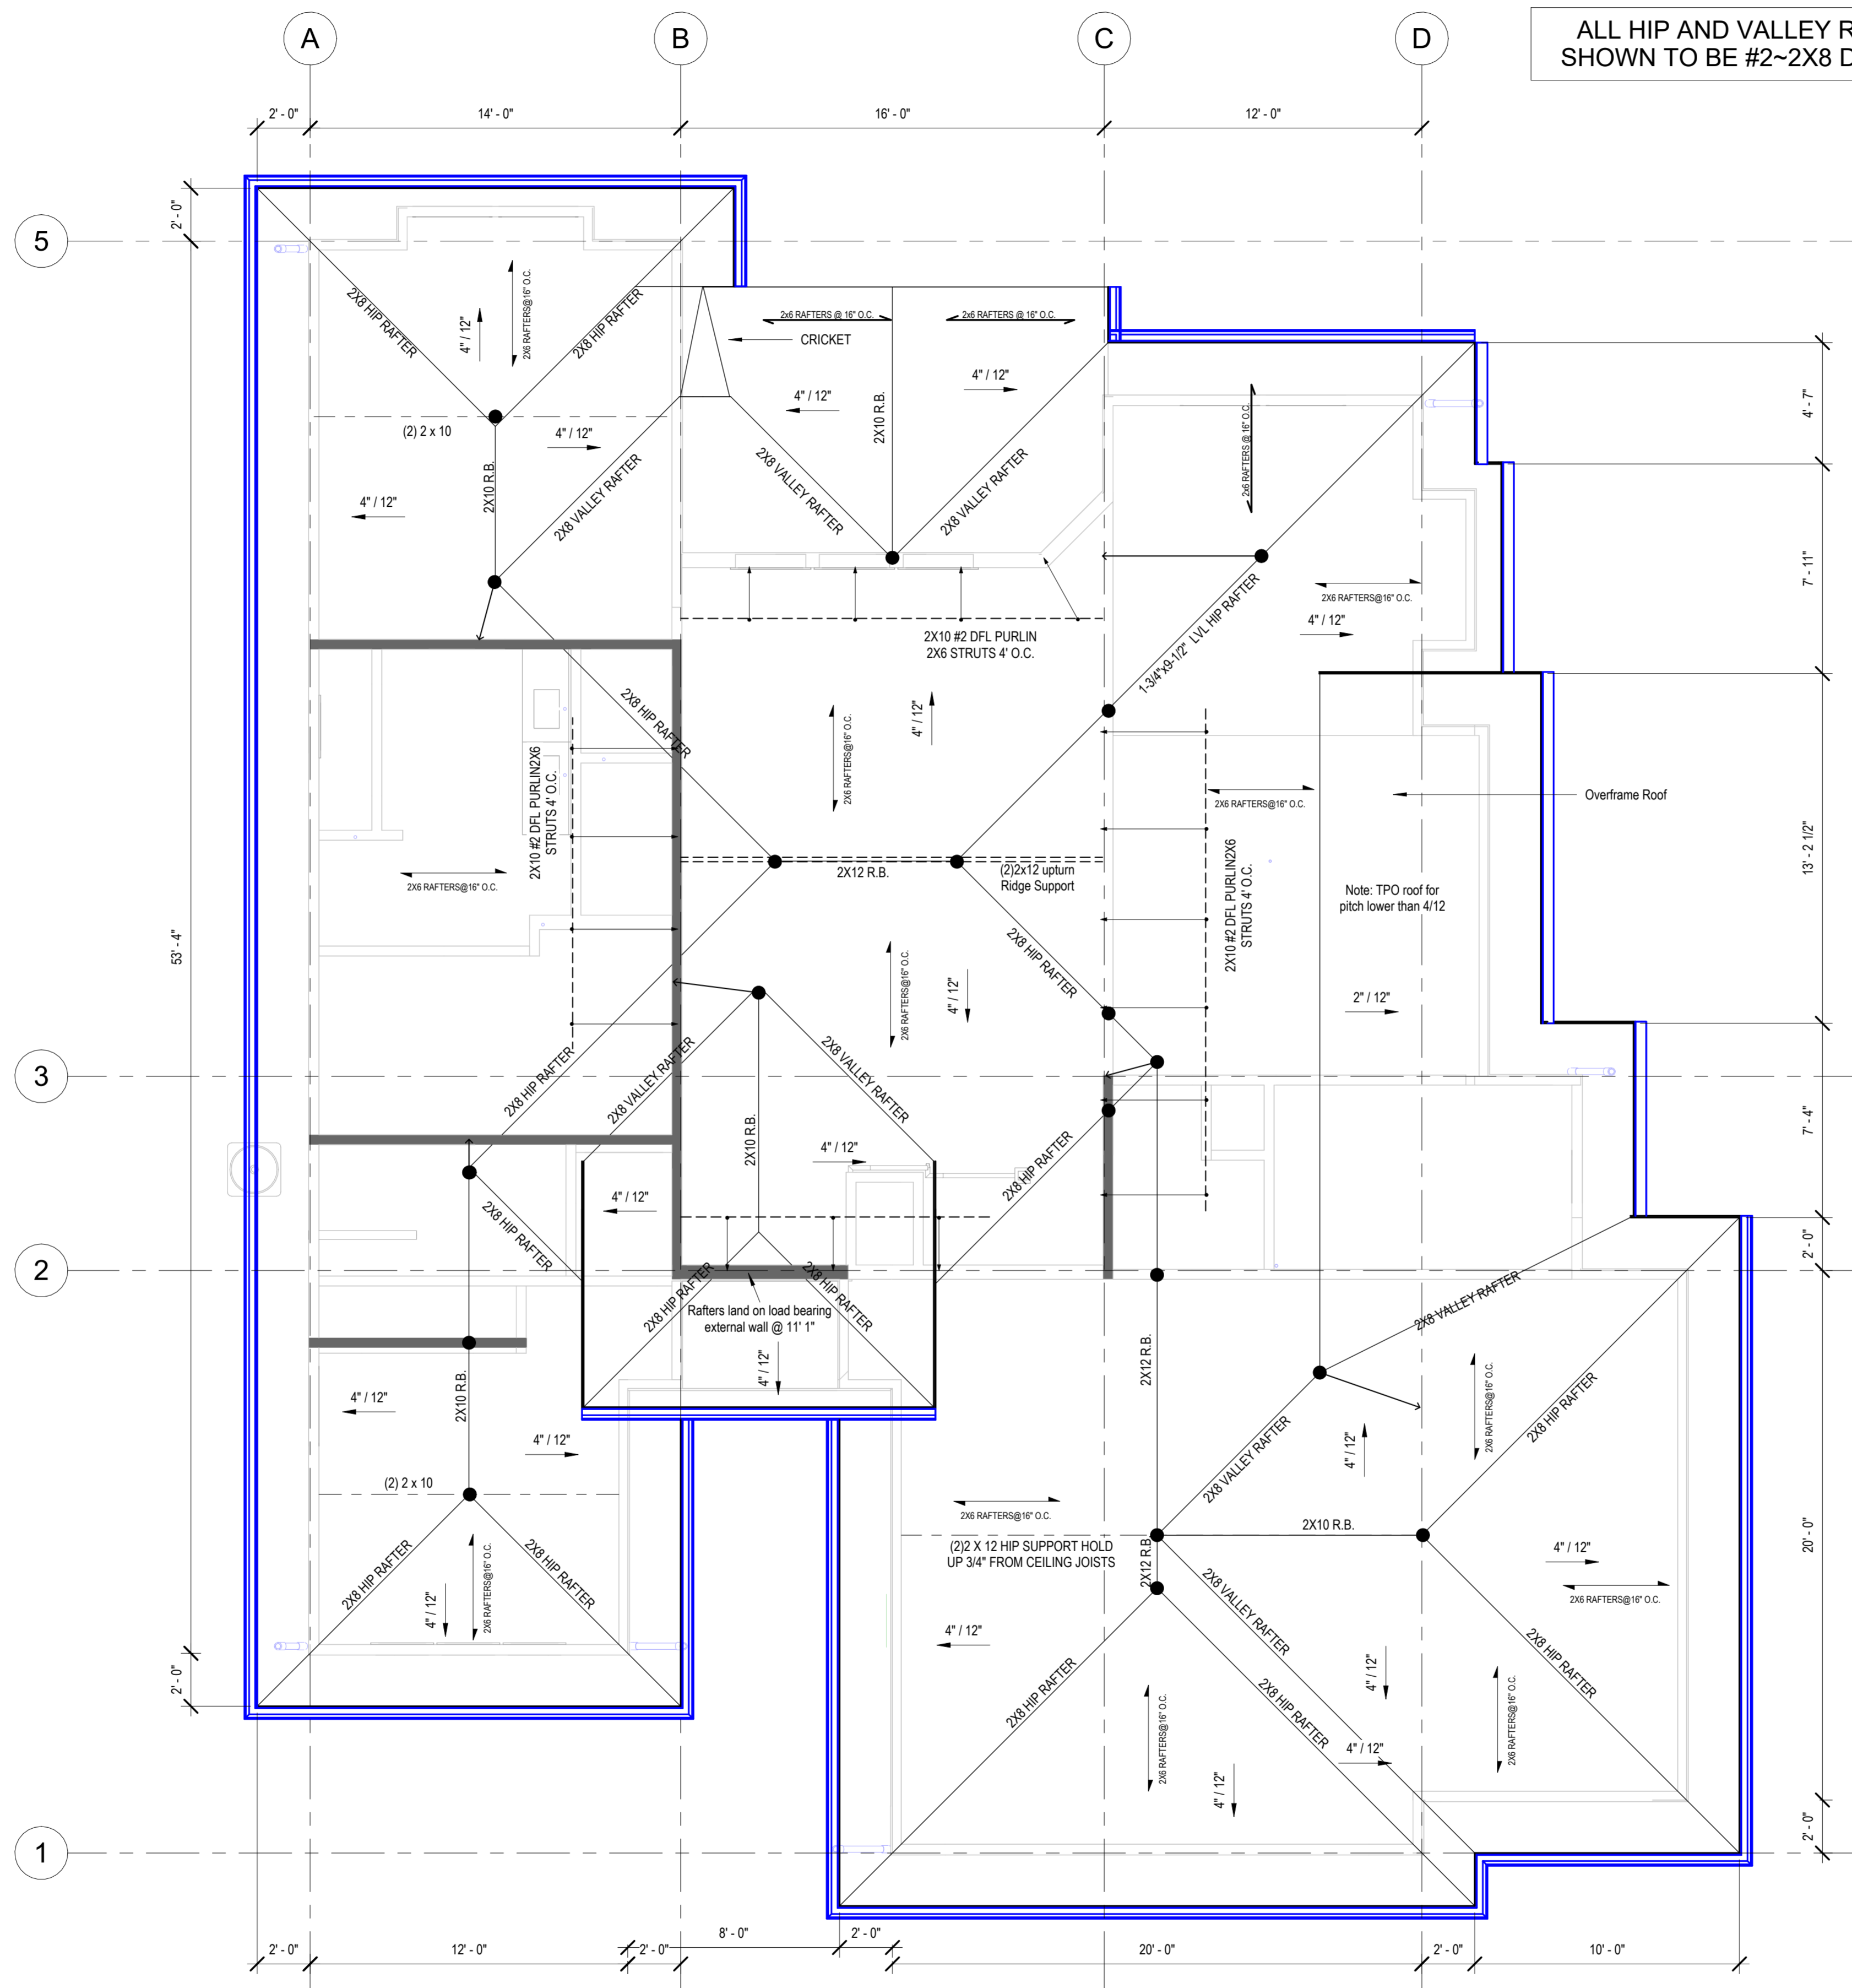 A
B
C
D
ALL HIP AND VALLEY R
SHOWN TO BE #2~2X8 D
2' - 0"
14' - 0"
16' - 0"
12' - 0"
5
2' - 0"
2X8 HIP RAFTER
4" / 12"
2X6 RAFTERS@16" O.C.
2X8 HIP RAFTER
2x6 RAFTERS @ 16" O.C.
2x6 RAFTERS @ 16" O.C.
CRICKET
4" / 12"
4" / 12"
2X10 R.B.
(2) 2 x 10
4" / 12"
4" / 12"
2X10 R.B.
2X8 VALLEY RAFTER
2X8 VALLEY RAFTER
2X8 VALLEY RAFTER
2x6 RAFTERS @ 16" O.C.
4' - 7"
7' - 11"
2X6 RAFTERS@16" O.C.
4" / 12"
1-3/4"x9-1/2" LVL HIP RAFTER
2X10 #2 DFL PURLIN
2X6 STRUTS 4' O.C.
2X8 HIP RAFTER
4" / 12"
2X6 RAFTERS@16" O.C.
2X10 #2 DFL PURLIN2X6
STRUTS 4' O.C.
2X6 RAFTERS@16" O.C.
2X6 RAFTERS@16" O.C.
Overframe Roof
2X12 R.B.
(2)2x12 upturn
Ridge Support
2X10 #2 DFL PURLIN2X6
STRUTS 4' O.C.
Note: TPO roof for
pitch lower than 4/12
13' - 2 1/2"
53' - 4"
2X8 HIP RAFTER
2X6 RAFTERS@16" O.C.
4" / 12"
2" / 12"
3
2X8 HIP RAFTER
2X8 VALLEY RAFTER
2X8 VALLEY RAFTER
2X10 R.B.
4" / 12"
2X8 HIP RAFTER
7' - 4"
4" / 12"
2X8 HIP RAFTER
2
2' - 0"
2X8 HIP RAFTER
2X8 HIP RAFTER
Rafters land on load bearing
external wall @ 11' 1"
4" / 12"
2X8 VALLEY RAFTER
2X12 R.B.
4" / 12"
2X10 R.B.
4" / 12"
2X6 RAFTERS@16" O.C.
2X8 HIP RAFTER
4" / 12"
2X8 VALLEY RAFTER
(2) 2 x 10
2X6 RAFTERS@16" O.C.
2X10 R.B.
(2)2 X 12 HIP SUPPORT HOLD
UP 3/4" FROM CEILING JOISTS
2X12 R.B.
4" / 12"
2X6 RAFTERS@16" O.C.
20' - 0"
2X8 HIP RAFTER
4" / 12"
2X6 RAFTERS@16" O.C.
2X8 HIP RAFTER
2X8 VALLEY RAFTER
4" / 12"
2X8 HIP RAFTER
2' - 0"
2X8 HIP RAFTER
2X6 RAFTERS@16" O.C.
4" / 12"
2X8 HIP RAFTER
4" / 12"
4" / 12"
2X6 RAFTERS@16" O.C.
2' - 0"
1
8' - 0"
2' - 0"
2' - 0"
12' - 0"
2' - 0"
20' - 0"
2' - 0"
10' - 0"